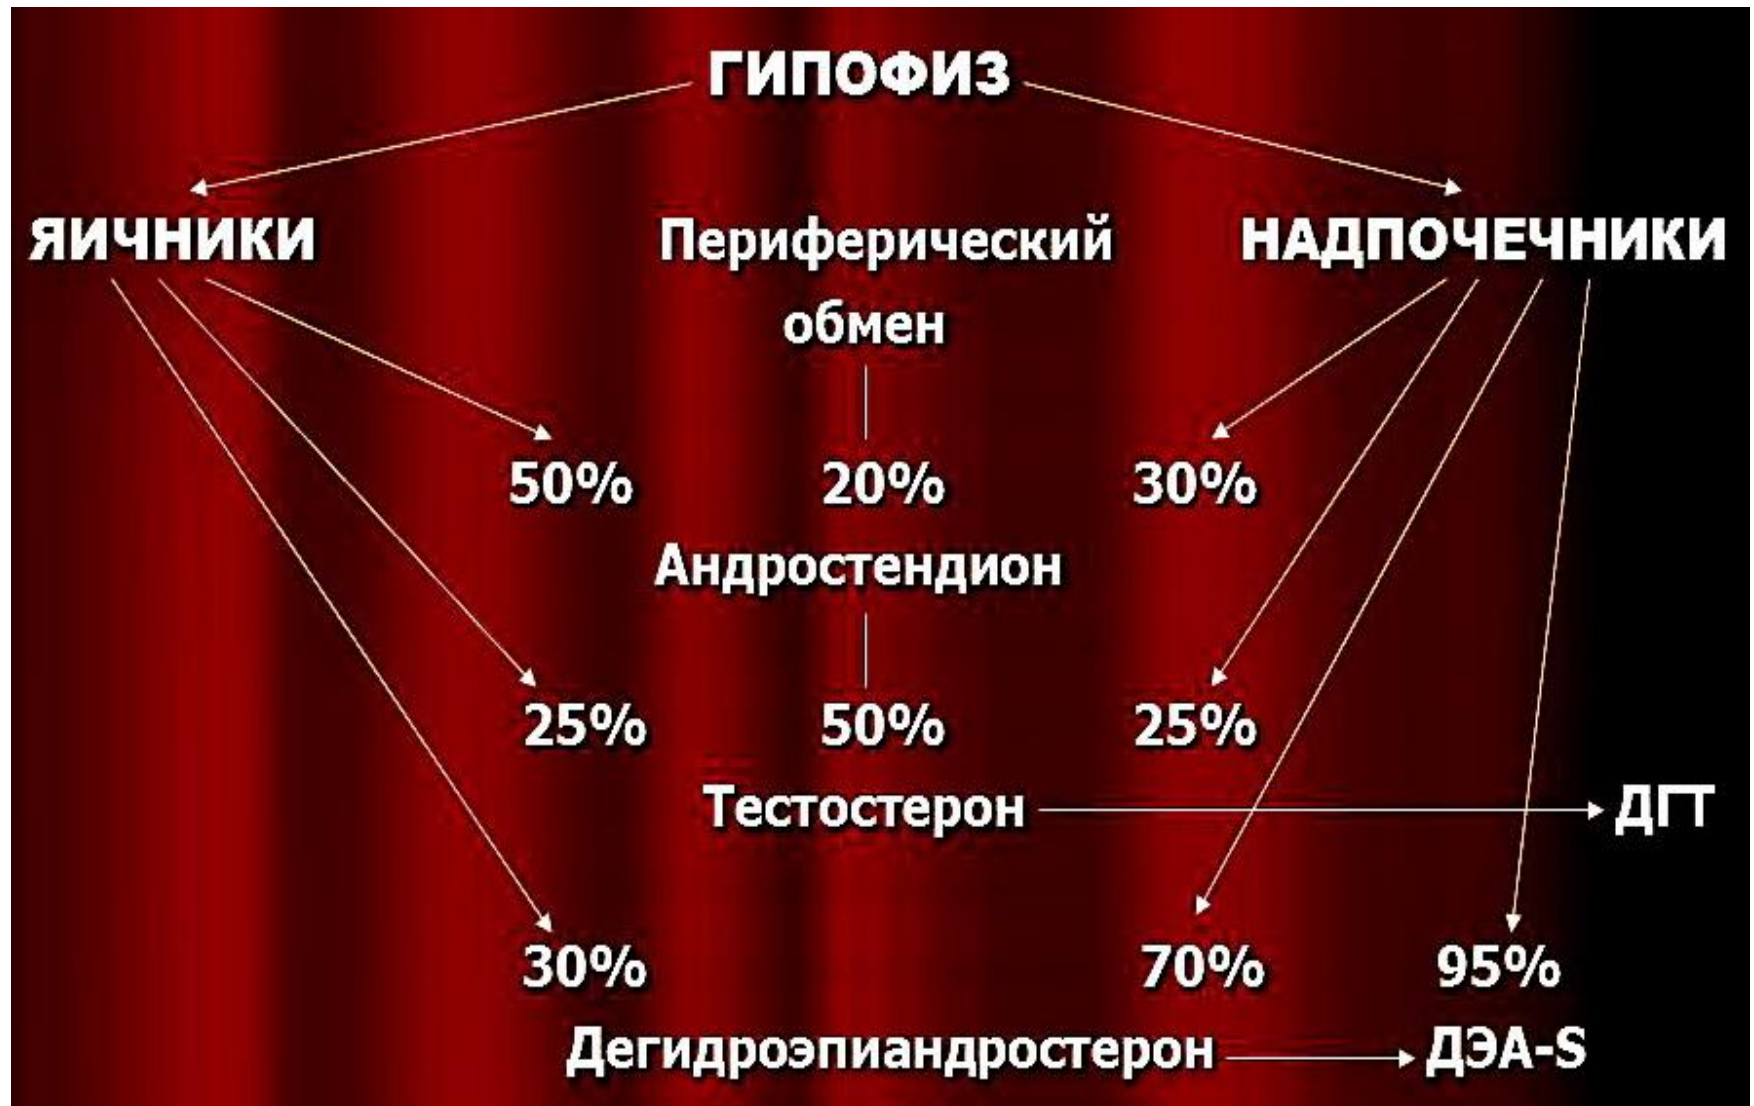 ГИПОФИЗ
ЯИЧНИКИ Периферический НАДПОЧЕЧНИКИ
обмен
50% 20% 30%
Андростендион
25% 50% 25%
Тестостерон ДГТ
30% 70% 95%
Дегидроэпиандростерон ДЭА-S